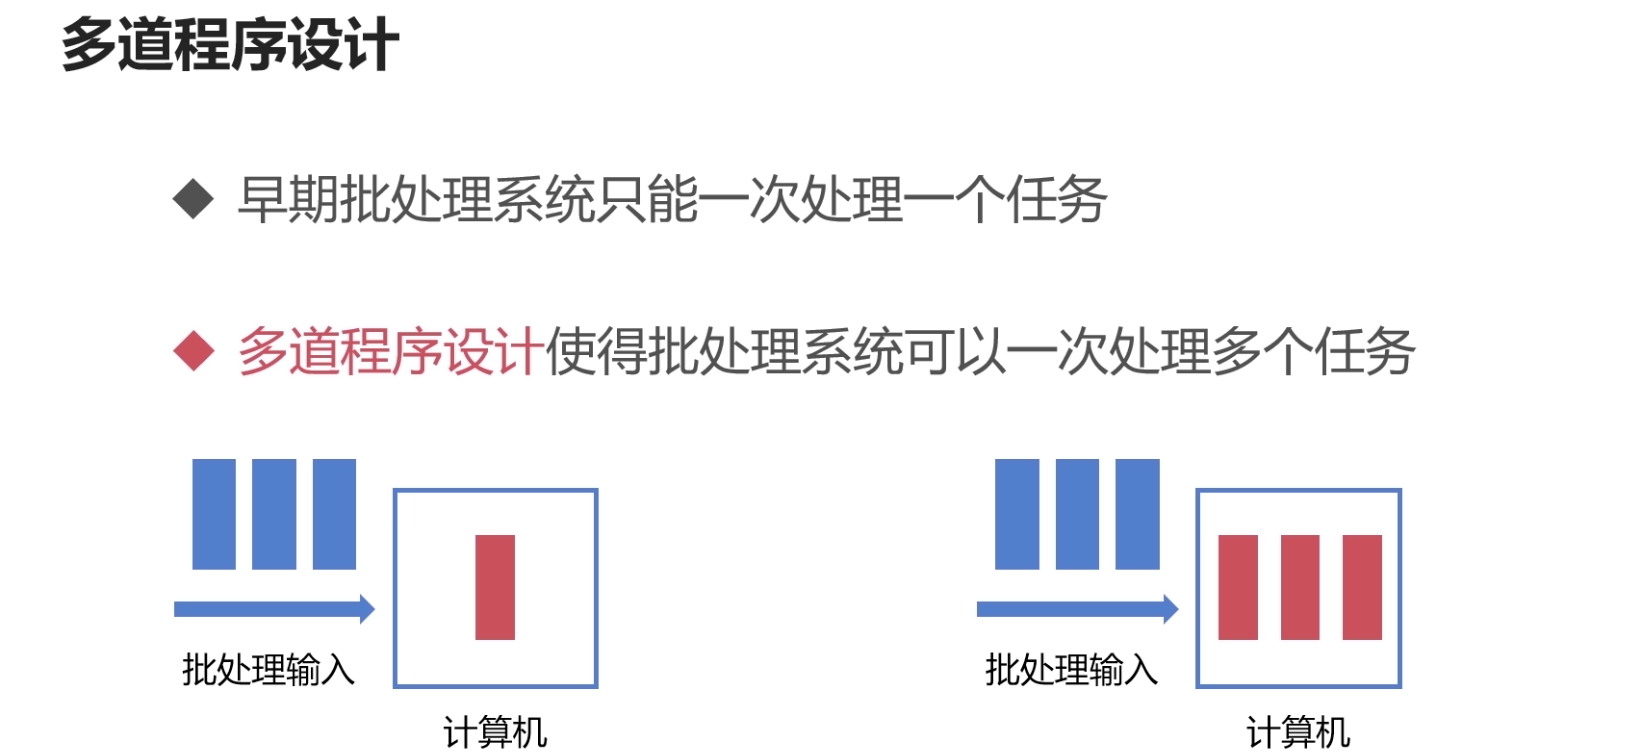 多道程序设计
早期批处理系统只能一次处理一个任务
多道程序设计使得批处理系统可以一次处理多个任务
批处理输入
计算机
批处理输入
计算机